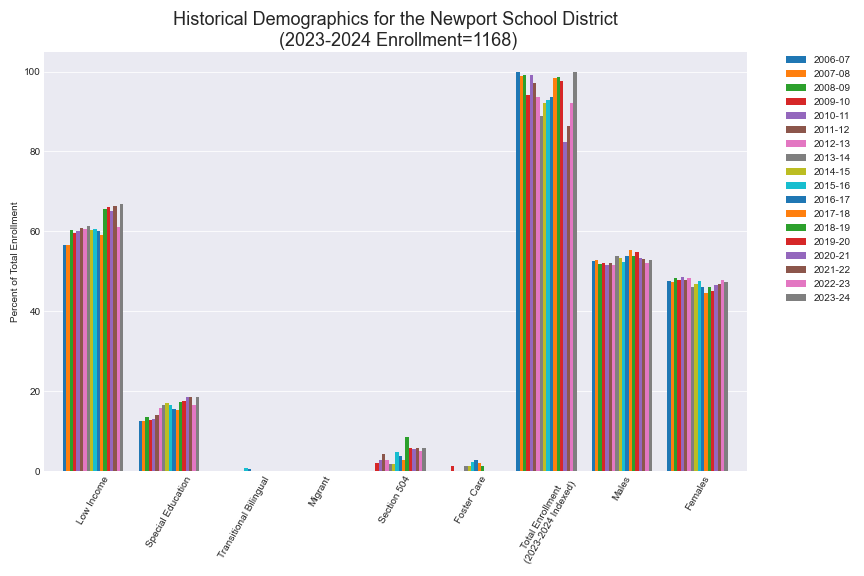 Historical Demographics for the Newport School District
(2023-2024 Enrollment=1168)
Percent of Total Enrollment
100
80
60
40
20
0
Low Income
Special Education
Transitional Bilingual
Migrant
Section 504
Foster Care
Total Enrollment
(2023-2024 Indexed)
Males
Females
2006-07
2007-08
2008-09
2009-10
2010-11
2011-12
2012-13
2013-14
2014-15
2015-16
2016-17
2017-18
2018-19
2019-20
2020-21
2021-22
2022-23
2023-24